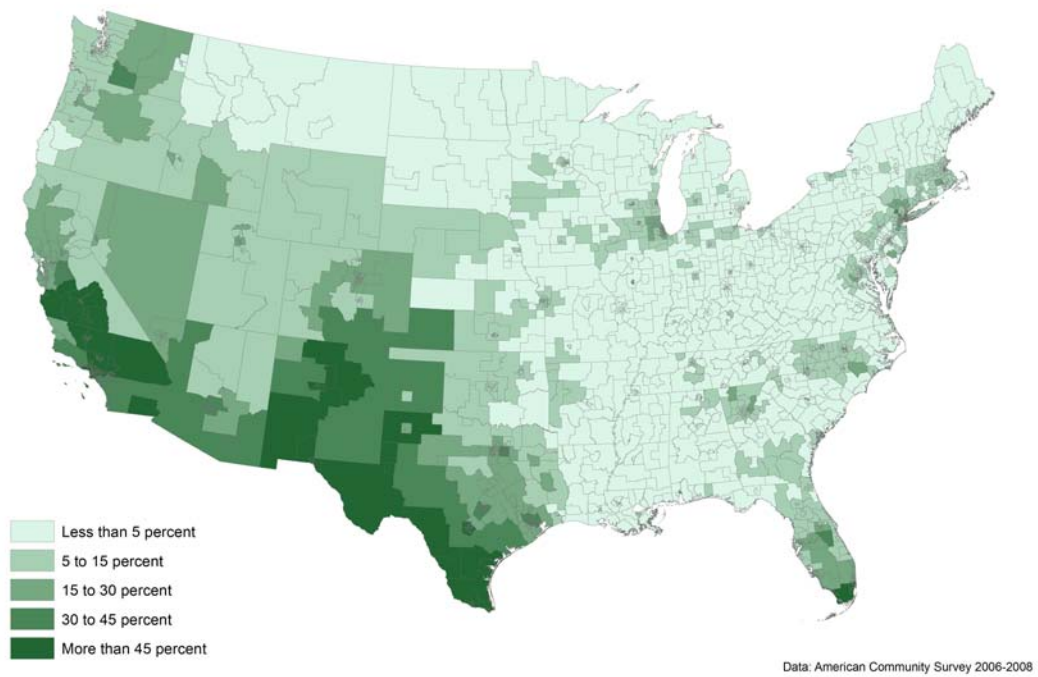 Less than 5 percent
5 to 15 percent
15 to 30 percent
30 to 45 percent
More than 45 percent
Data: American Community Survey 2006-2008